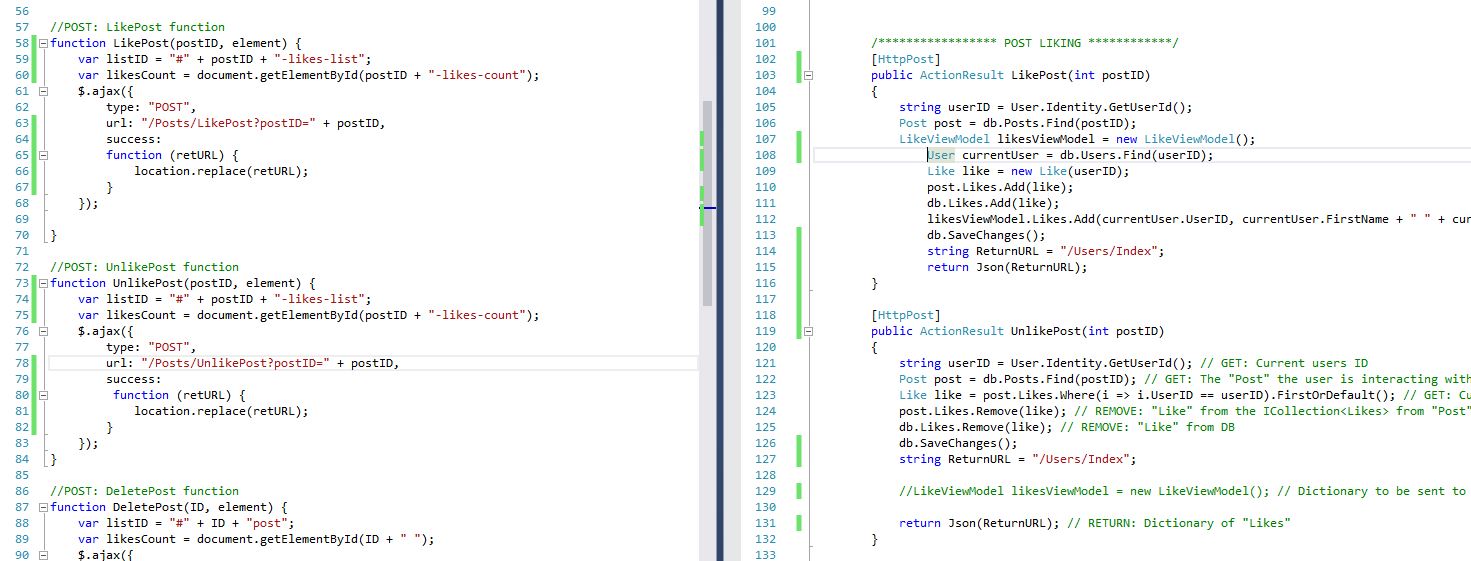 56
57 //POST: LikePost function
58 function LikePost(postID, element) {
59 var listID = "#" + postID + "-likes-list";
60 var likesCount = document.getElementById(postID + "-likes-count");
61 $.ajax({
62 type: "POST",
63 url: "/Posts/LikePost?postID=" + postID,
64 success:
65 function (retURL) {
66 location.replace(retURL);
67 }
68 });
69
70 }
71
72 //POST: UnlikePost function
73 function UnlikePost(postID, element) {
74 var listID = "#" + postID + "-likes-list";
75 var likesCount = document.getElementById(postID + "-likes-count");
76 $.ajax({
77 type: "POST",
78 url: "/Posts/UnlikePost?postID=" + postID,
79 success:
80 function (retURL) {
81 location.replace(retURL);
82 }
83 });
84 }
85
86 //POST: DeletePost function
87 function DeletePost(ID, element) {
88 var listID = "#" + ID + "post";
89 var likesCount = document.getElementById(ID + " ");
90 $.ajax({
99
100
101 /***************** POST LIKING ************/
102 [HttpPost]
103 public ActionResult LikePost(int postID)
104 {
105 string userID = User.Identity.GetUserId();
106 Post post = db.Posts.Find(postID);
107 LikeViewModel likesViewModel = new LikeViewModel();
108 User currentUser = db.Users.Find(userID);
109 Like like = new Like(userID);
110 post.Likes.Add(like);
111 db.Likes.Add(like);
112 likesViewModel.Likes.Add(currentUser.UserID, currentUser.FirstName + " " + cur
113 db.SaveChanges();
114 string ReturnURL = "/Users/Index";
115 return Json(ReturnURL);
116 }
117
118 [HttpPost]
119 public ActionResult UnlikePost(int postID)
120 {
121 string userID = User.Identity.GetUserId(); // GET: Current users ID
122 Post post = db.Posts.Find(postID); // GET: The "Post" the user is interacting with
123 Like like = post.Likes.Where(i => i.UserID == userID).FirstOrDefault(); // GET: Cu
124 post.Likes.Remove(like); // REMOVE: "Like" from the ICollection<Likes> from "Post"
125 db.Likes.Remove(like); // REMOVE: "Like" from DB
126 db.SaveChanges();
127 string ReturnURL = "/Users/Index";
128
129 //LikeViewModel likesViewModel = new LikeViewModel(); // Dictionary to be sent to
130
131 return Json(ReturnURL); // RETURN: Dictionary of "Likes"
132 }
133